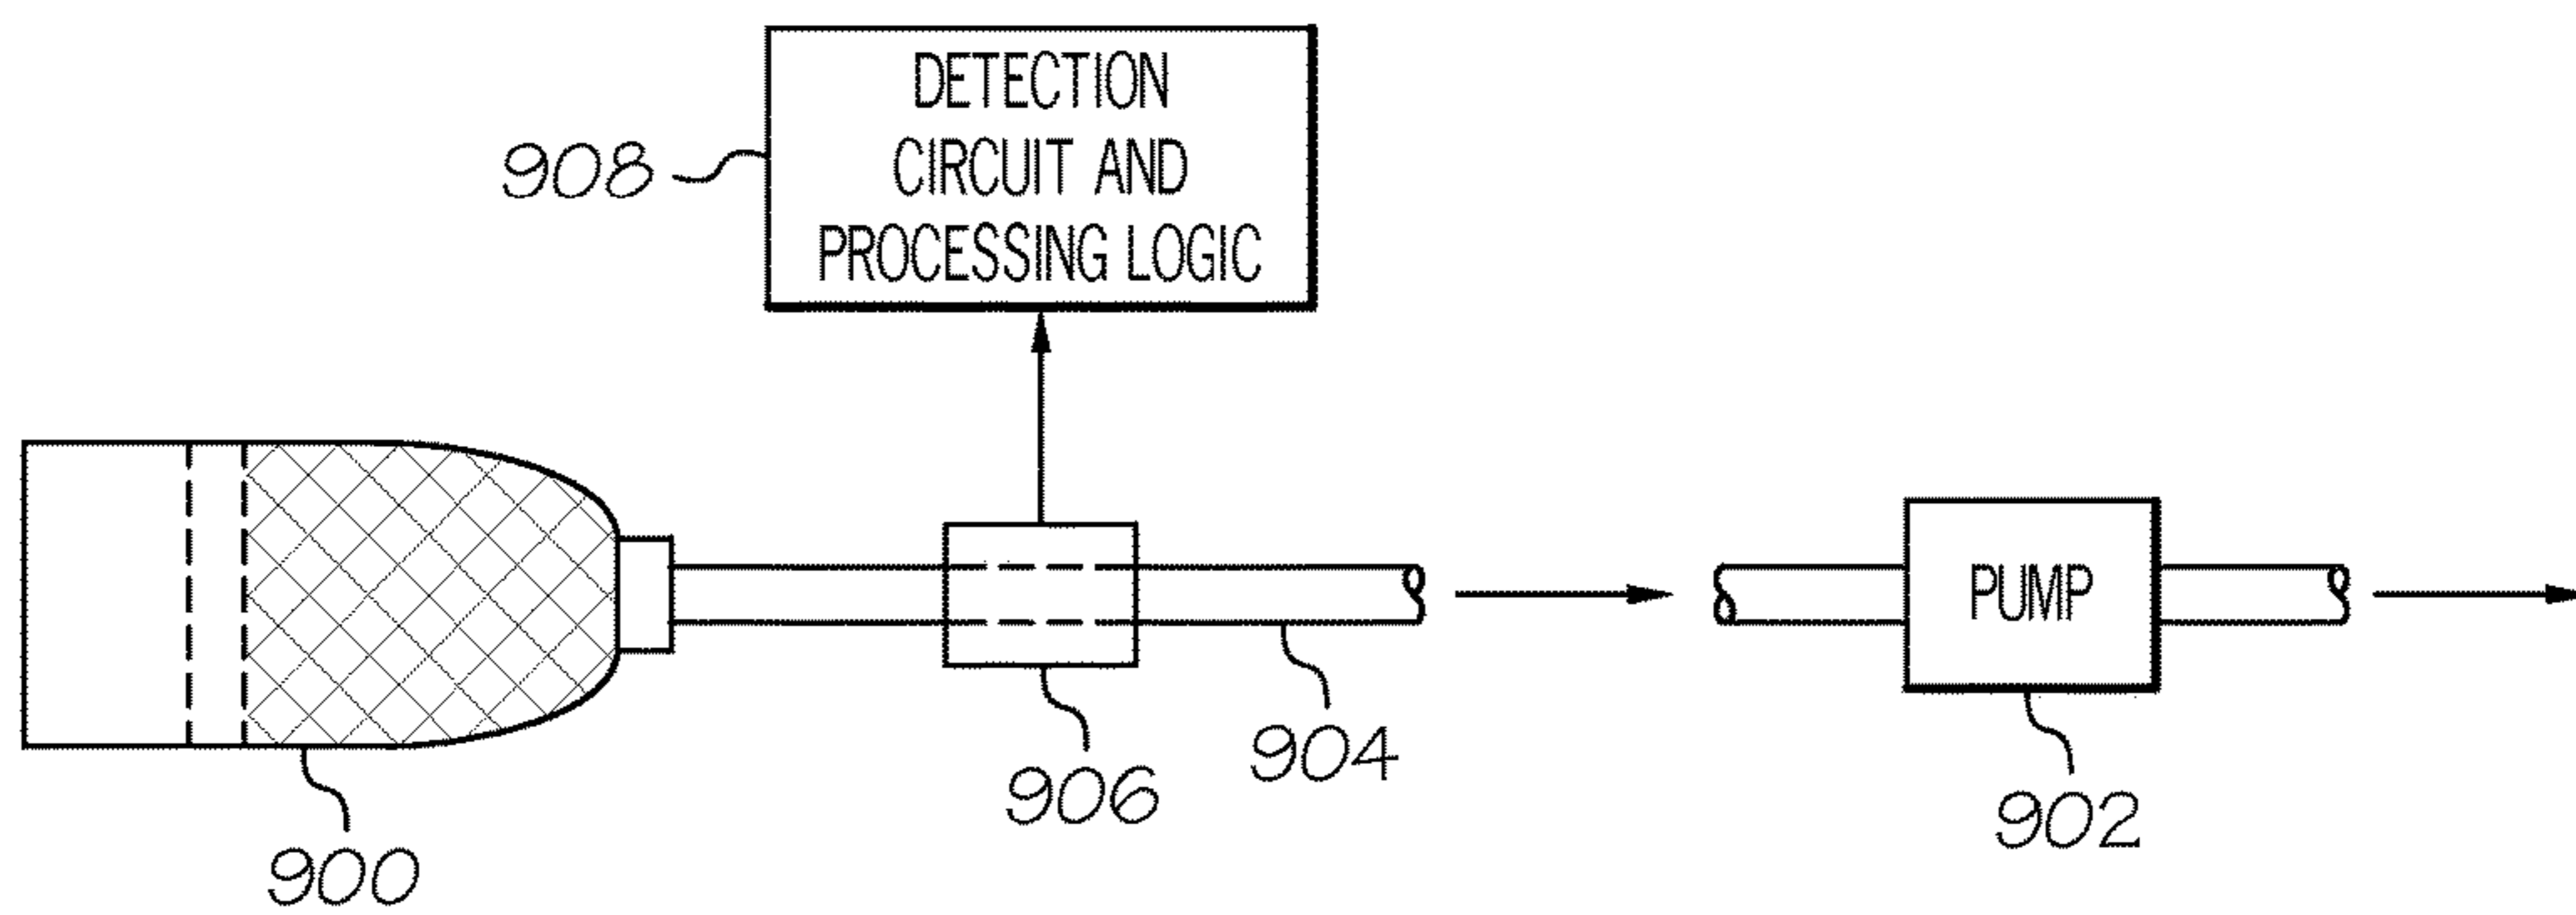 DETECTION
CIRCUIT AND
PROCESSING LOGIC
908
PUMP
904
906
902
900